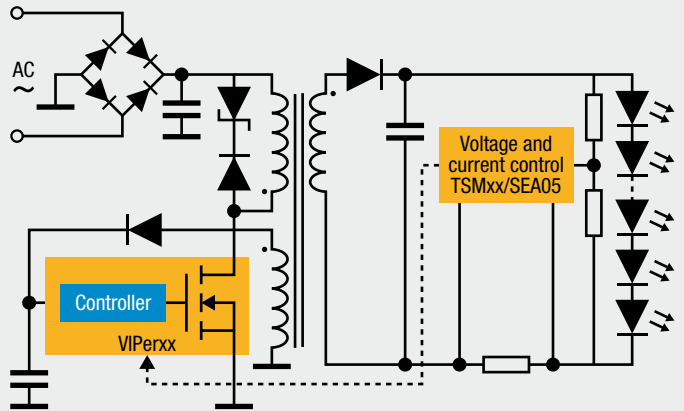 AC
~
Voltage and
current control
TSMxx/SEA05
Controller
VIPerxx